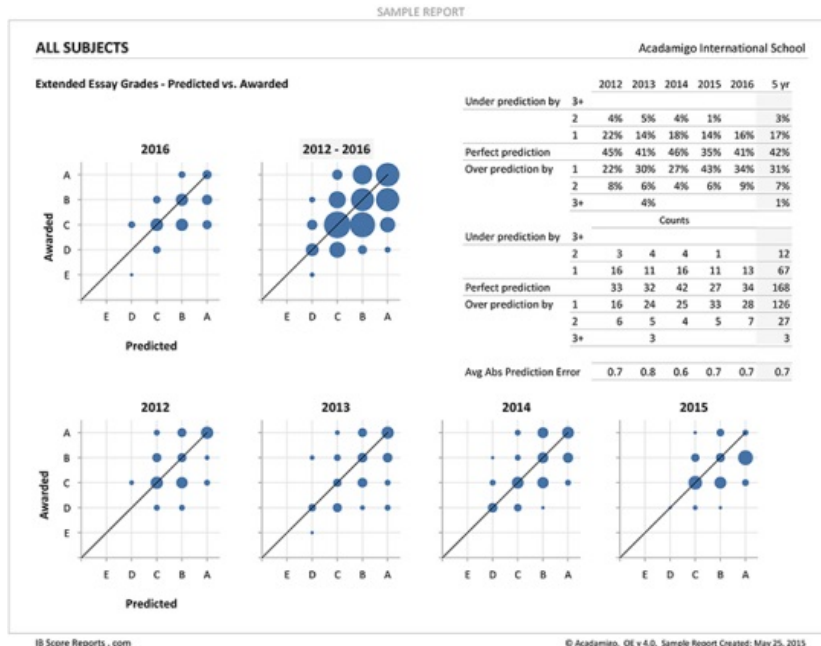 SAMPLE REPORT
ALL SUBJECTS
Acadamigo International School
Extended Essay Grades - Predicted vs. Awarded
2012 2013 2014 2015 2016 5 yr
Under prediction by 3+
2 4% 5% 4% 1% 3%
1 22% 14% 18% 14% 16% 17%
Perfect prediction 45% 41% 46% 35% 41% 42%
Over prediction by 1 22% 30% 27% 43% 34% 31%
2 8% 6% 4% 6% 9% 7%
3+ 4% 1%
Counts
Under prediction by 3+
2 3 4 4 1 12
1 16 11 16 11 13 67
Perfect prediction 33 32 42 27 34 168
Over prediction by 1 16 24 25 33 28 126
2 6 5 4 5 7 27
3+ 3 3
Avg Abs Prediction Error 0.7 0.8 0.6 0.7 0.7 0.7
2016
A
B
C
D
E
Awarded
E D C B A
Predicted
2012 - 2016
E D C B A
2012
A
B
C
D
E
Awarded
E D C B A
Predicted
2013
E D C B A
2014
E D C B A
2015
E D C B A
IB Score Reports . com
© Acadamigo. OE v 4.0. Sample Report Created: May 25, 2015